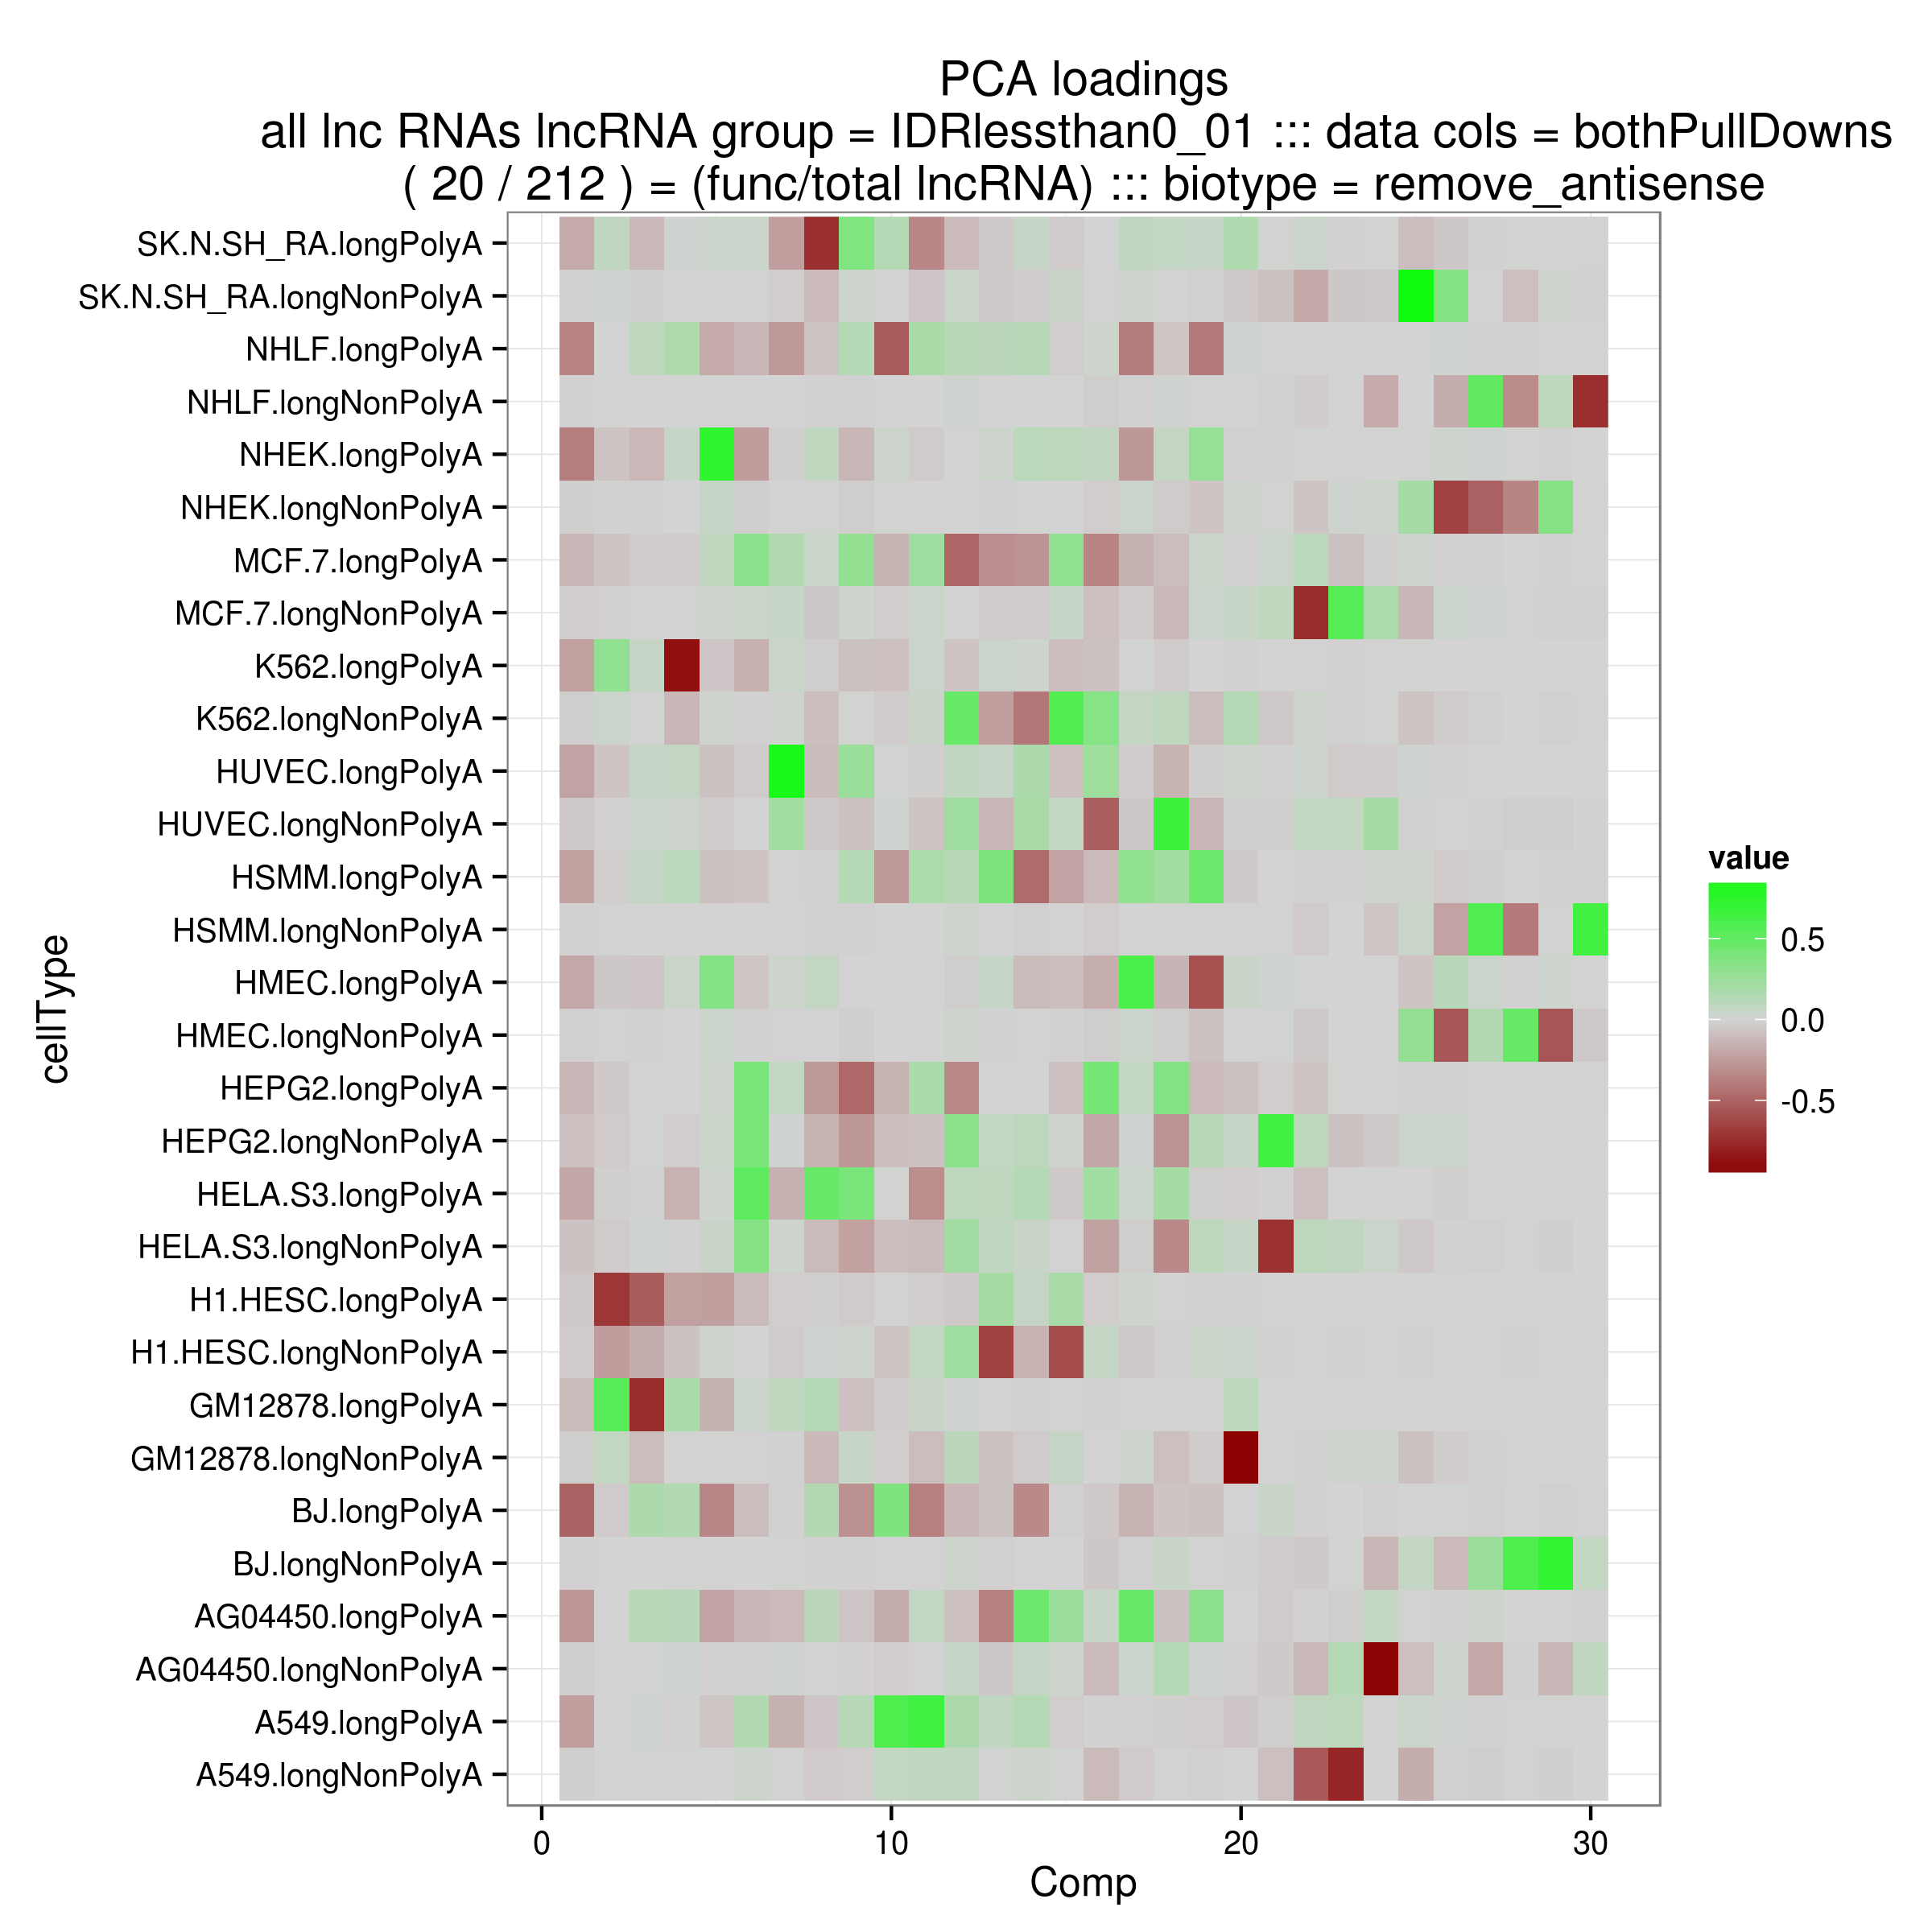 PCA loadings
all lnc RNAs lncRNA group = IDRlessthan0_01 ::: data cols = bothPullDowns
( 20 / 212 ) = (func/total lncRNA) ::: biotype = remove_antisense
SK.N.SH_RA.longPolyA
SK.N.SH_RA.longNonPolyA
NHLF.longPolyA
NHLF.longNonPolyA
NHEK.longPolyA
NHEK.longNonPolyA
MCF.7.longPolyA
MCF.7.longNonPolyA
K562.longPolyA
K562.longNonPolyA
HUVEC.longPolyA
HUVEC.longNonPolyA
HSMM.longPolyA
HSMM.longNonPolyA
HMEC.longPolyA
HMEC.longNonPolyA
HEPG2.longPolyA
HEPG2.longNonPolyA
HELA.S3.longPolyA
HELA.S3.longNonPolyA
H1.HESC.longPolyA
H1.HESC.longNonPolyA
GM12878.longPolyA
GM12878.longNonPolyA
BJ.longPolyA
BJ.longNonPolyA
AG04450.longPolyA
AG04450.longNonPolyA
A549.longPolyA
A549.longNonPolyA
cellType
0 10 20 30
Comp
value
0.5
0.0
-0.5